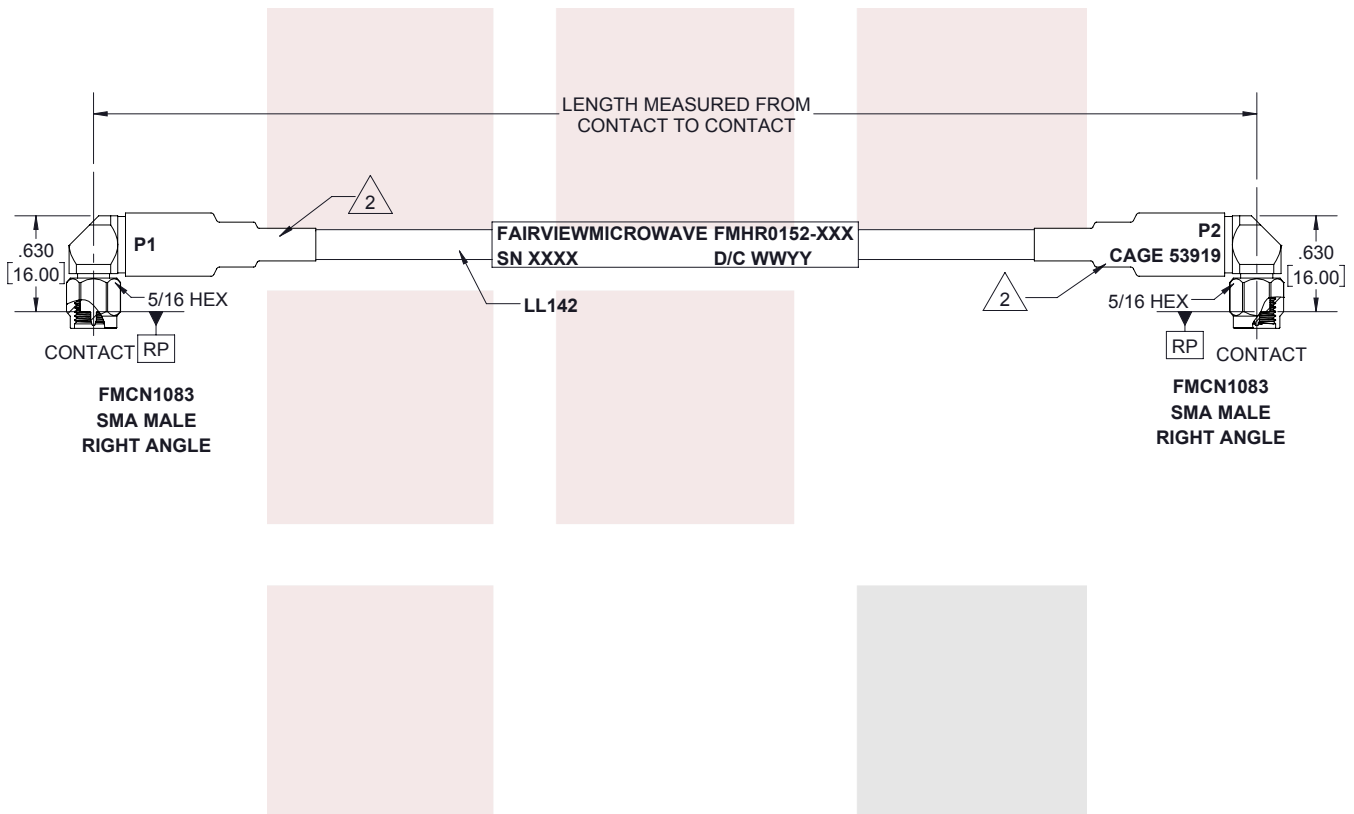 LENGTH MEASURED FROM
CONTACT TO CONTACT
2
.630
[16.00]
P1
FAIRVIEWMICROWAVE FMHR0152-XXX
SN XXXX D/C WWYY
P2
CAGE 53919
.630
[16.00]
5/16 HEX
LL142
2
5/16 HEX
CONTACT
RP
RP
CONTACT
FMCN1083
SMA MALE
RIGHT ANGLE
FMCN1083
SMA MALE
RIGHT ANGLE